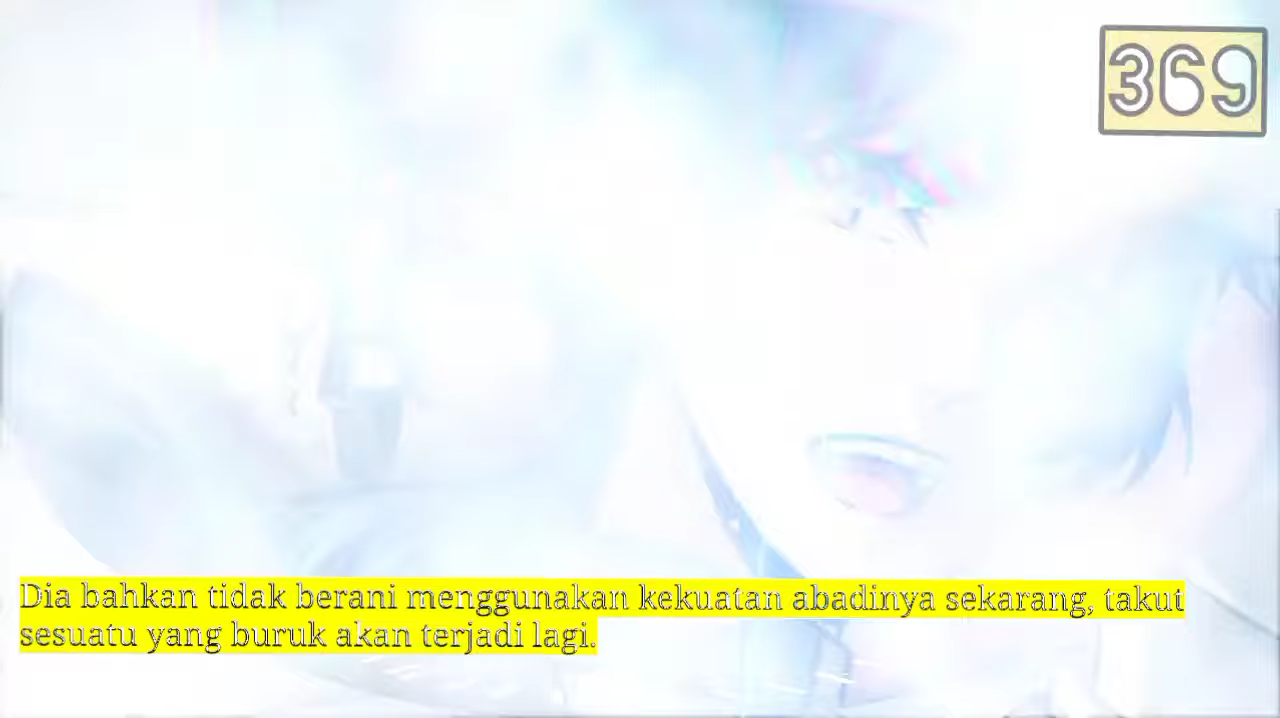 369
Dia bahkan tidak berani menggunakan kekuatan abadinya sekarang, takut
sesuatu yang buruk akan terjadi lagi.